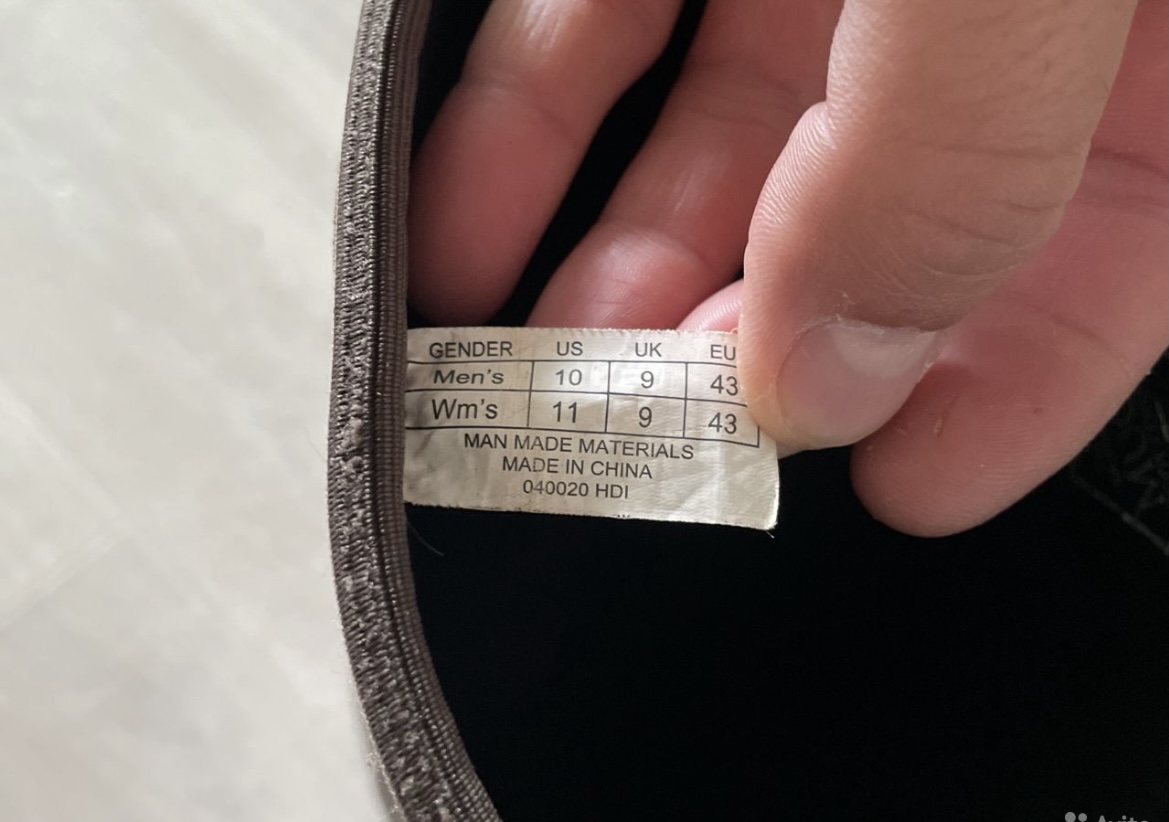 GENDER US UK EU
Men's 10 9 43
Wm's 11 9 43
MAN MADE MATERIALS
MADE IN CHINA
040020 HDI
Avito